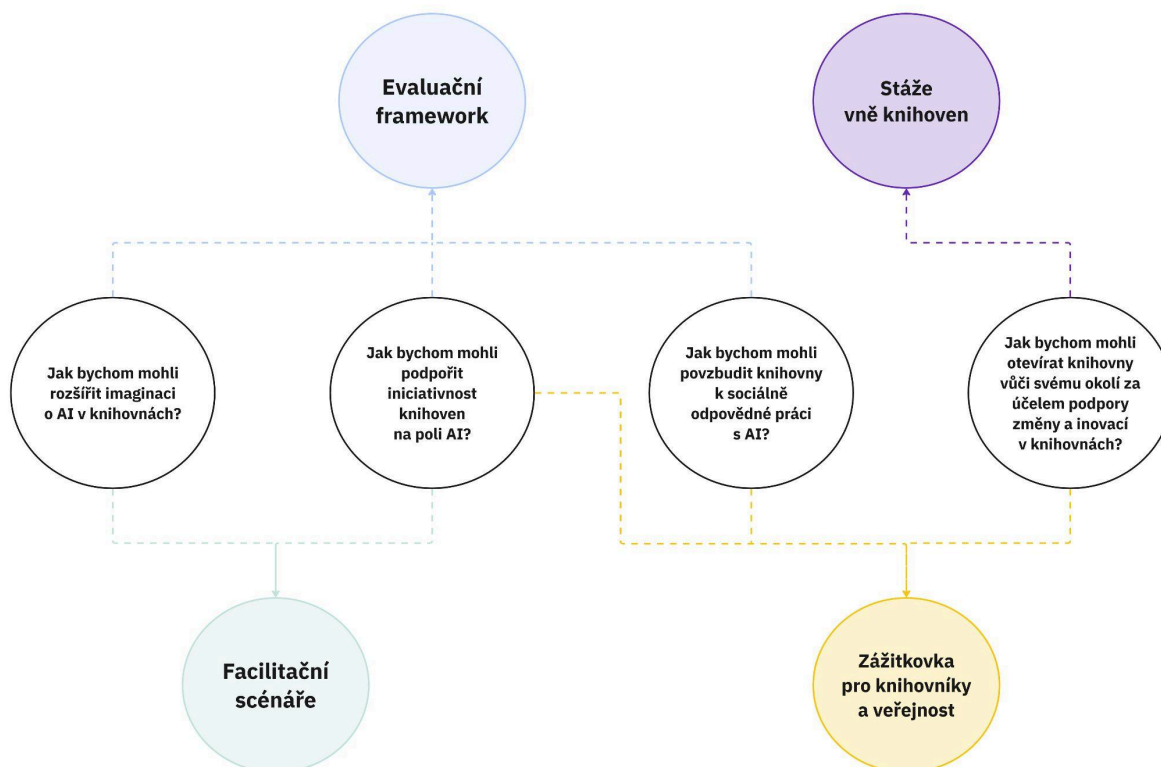 Evaluační
framework
Stáže
vně knihoven
Jak bychom mohli
rozšířit imaginaci
o AI v knihovnách?
Jak bychom mohli
podpořit
iniciativnost
knihoven
na poli AI?
Jak bychom mohli
povzbudit knihovny
k sociálně
odpovědné práci
s AI?
Jak bychom mohli
otevírat knihovny
vůči svému okolí za
účelem podpory
změny a inovací
v knihovnách?
Facilitační
scénáře
Zážitkovka
pro knihovníky
a veřejnost